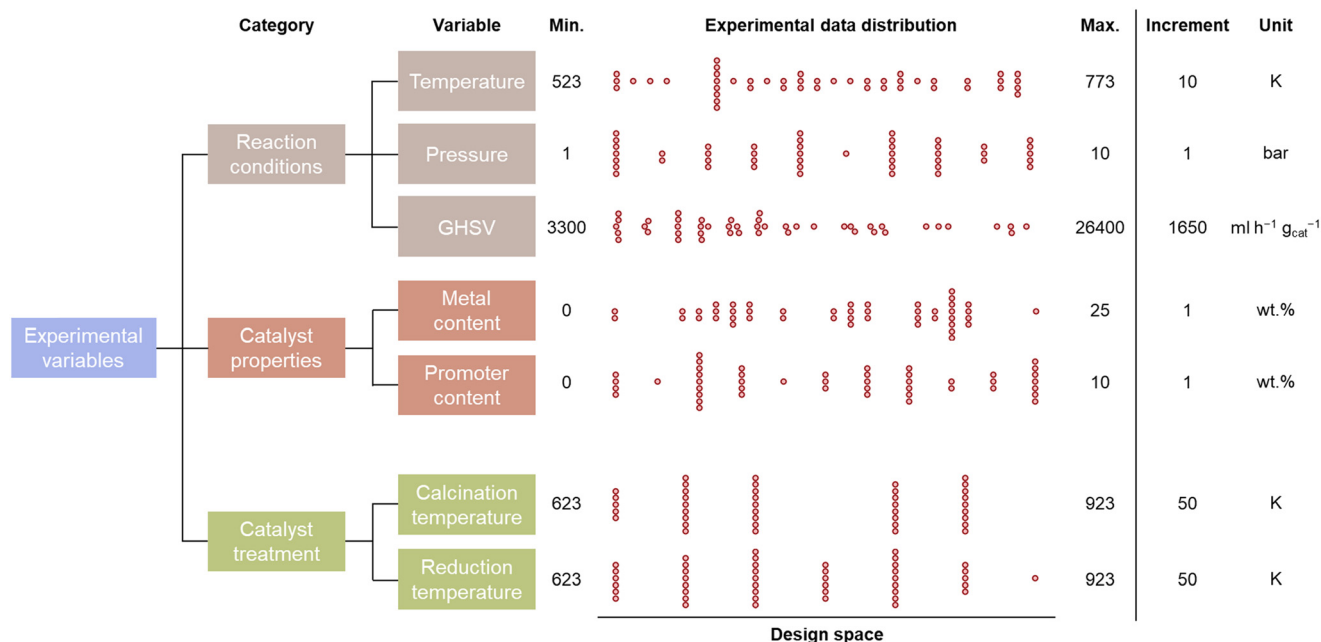 Category Variable Min. Experimental data distribution Max. Increment Unit
Temperature 523 773 10 K
Reaction
conditions
Pressure 1 10 1 bar
GHSV 3300 26400 1650 ml h⁻¹ g_cat⁻¹
Experimental
variables
Catalyst
properties
Metal
content
0 25 1 wt.%
Promoter
content
0 10 1 wt.%
Catalyst
treatment
Calcination
temperature
623 923 50 K
Reduction
temperature
623 923 50 K
Design space